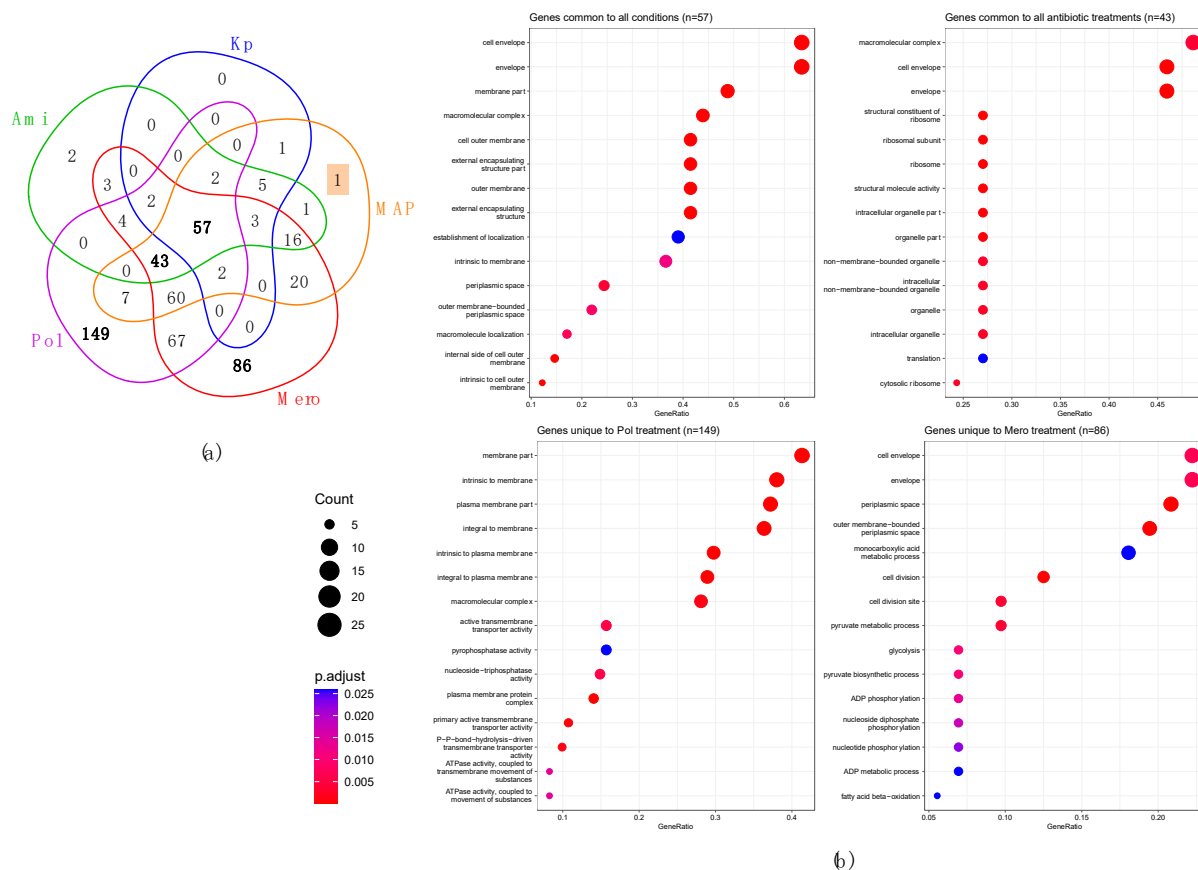 Kp
Ami
MAP
Pol
Mero
0
0
0
0
1
2
0
0
2
5
1
3
2
4
57
3
1
16
0
43
2
0
20
0
7
60
0
0
149
67
86
(a)
Count
5
10
15
20
25
p.adjust
0.025
0.020
0.015
0.010
0.005
Genes common to all conditions (n=57)
cell envelope
envelope
membrane part
macromolecular complex
cell outer membrane
external encapsulating
structure part
outer membrane
external encapsulating
structure
establishment of localization
intrinsic to membrane
periplasmic space
outer membrane−bounded
periplasmic space
macromolecule localization
internal side of cell outer
membrane
intrinsic to cell outer
membrane
0.1 0.2 0.3 0.4 0.5 0.6
GeneRatio
Genes common to all antibiotic treatments (n=43)
macromolecular complex
cell envelope
envelope
structural constituent of
ribosome
ribosomal subunit
ribosome
structural molecule activity
intracellular organelle part
organelle part
non−membrane−bounded organelle
intracellular
non−membrane−bounded organelle
organelle
intracellular organelle
translation
cytosolic ribosome
0.25 0.30 0.35 0.40 0.45
GeneRatio
Genes unique to Pol treatment (n=149)
membrane part
intrinsic to membrane
plasma membrane part
integral to membrane
intrinsic to plasma membrane
integral to plasma membrane
macromolecular complex
active transmembrane
transporter activity
pyrophosphatase activity
nucleoside−triphosphatase
activity
plasma membrane protein
complex
primary active transmembrane
transporter activity
P−P−bond−hydrolysis−driven
transmembrane transporter
activity
ATPase activity, coupled to
transmembrane movement of
substances
ATPase activity, coupled to
movement of substances
0.1 0.2 0.3 0.4
GeneRatio
Genes unique to Mero treatment (n=86)
cell envelope
envelope
periplasmic space
outer membrane−bounded
periplasmic space
monocarboxylic acid
metabolic process
cell division
cell division site
pyruvate metabolic process
glycolysis
pyruvate biosynthetic process
ADP phosphorylation
nucleoside diphosphate
phosphorylation
nucleotide phosphorylation
ADP metabolic process
fatty acid beta−oxidation
0.05 0.10 0.15 0.20
GeneRatio
(b)